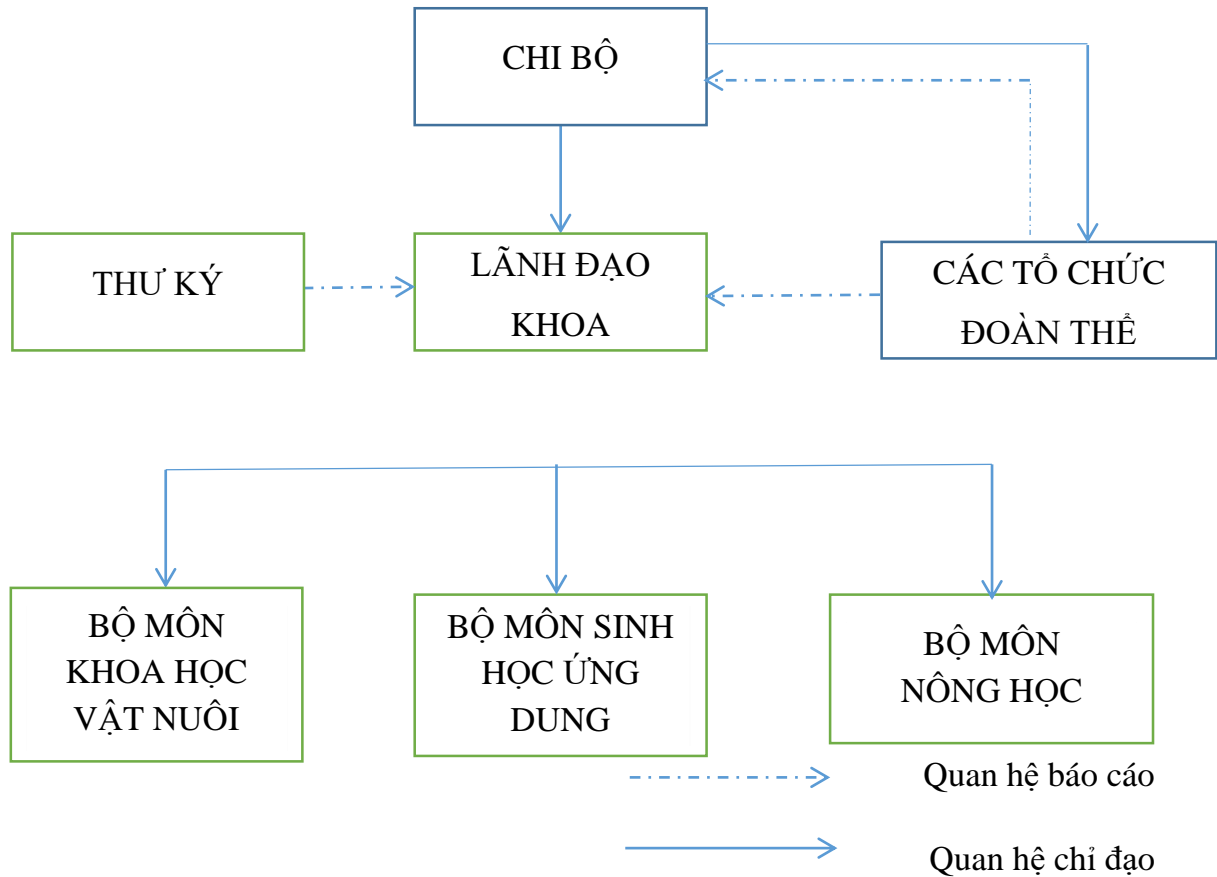 CHI BỘ
THƯ KÝ
LÃNH ĐẠO
KHOA
CÁC TỔ CHỨC
ĐOÀN THỂ
BỘ MÔN
KHOA HỌC
VẬT NUÔI
BỘ MÔN SINH
HỌC ỨNG
DUNG
BỘ MÔN
NÔNG HỌC
Quan hệ báo cáo
Quan hệ chỉ đạo